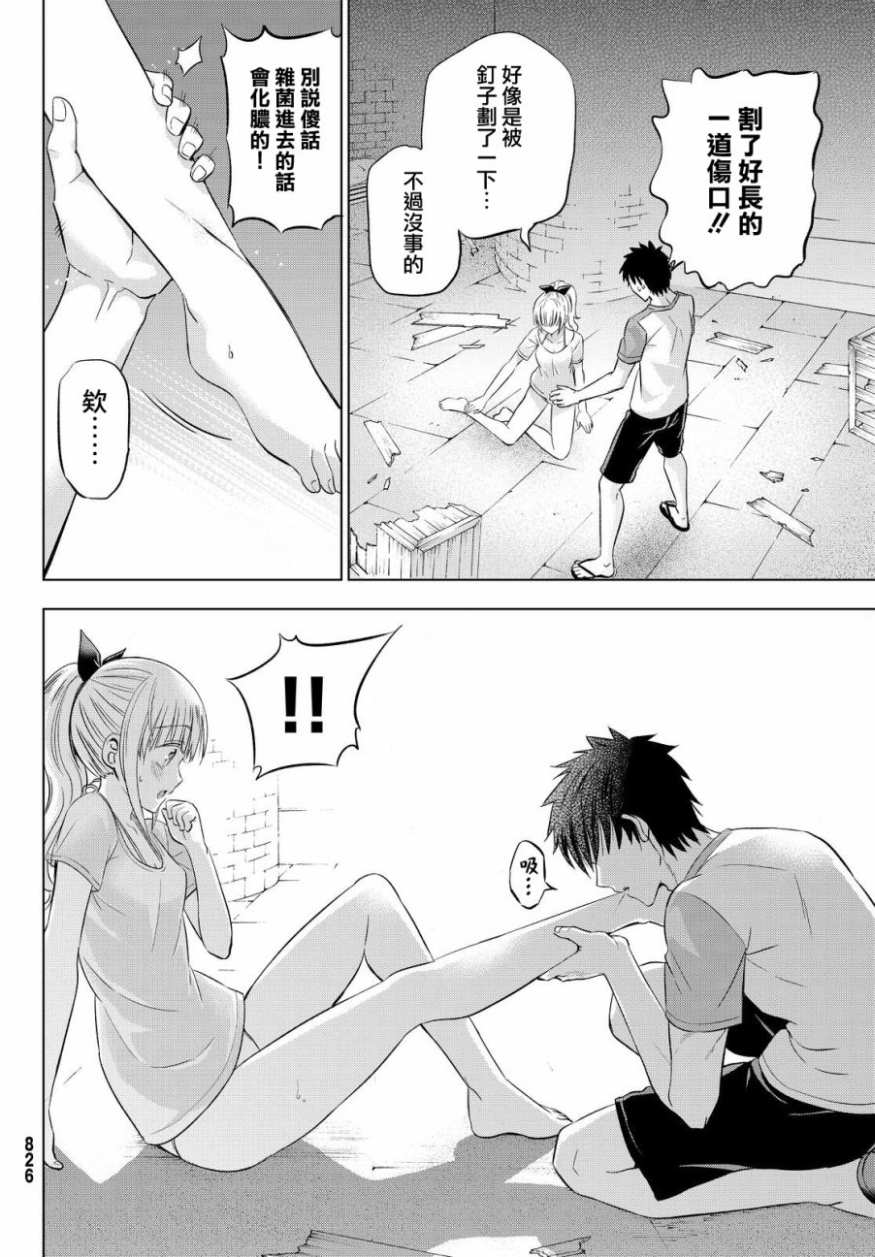 割了好長的
一道傷口!!
好像是被
釘子劃了一下…
不過沒事的
別説傻話
雜菌進去的話
會化膿的!
欸……
!!
吸…
826